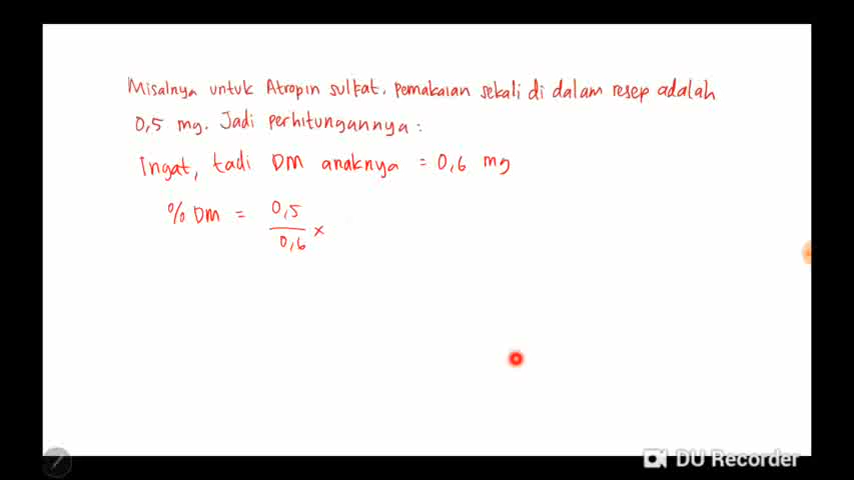 Misalnya untuk Atropin sulfat. Pemakaian sekali di dalam resep adalah
0,5 mg. Jadi perhitungannya :
Ingat, tadi DM anaknya = 0,6 mg
% DM = 0,5 / 0,6 ×
DU Recorder